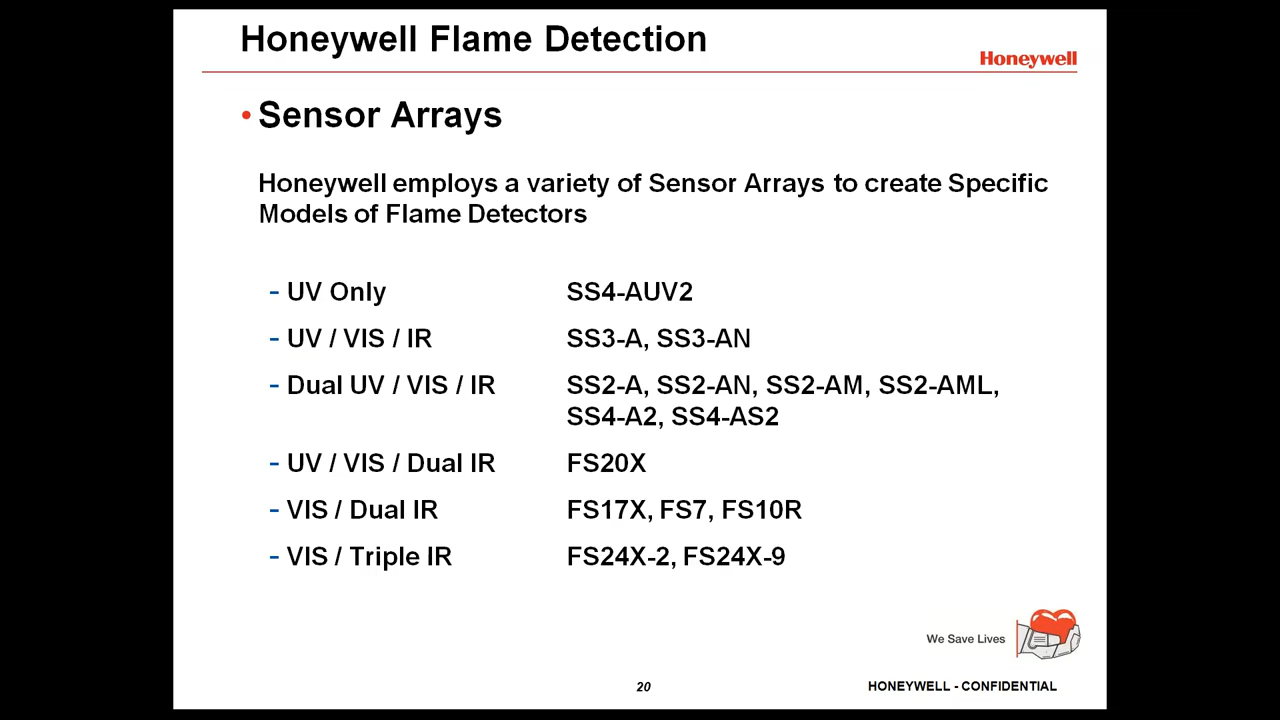 Honeywell Flame Detection
Honeywell
• Sensor Arrays
Honeywell employs a variety of Sensor Arrays to create Specific
Models of Flame Detectors
- UV Only SS4-AUV2
- UV / VIS / IR SS3-A, SS3-AN
- Dual UV / VIS / IR SS2-A, SS2-AN, SS2-AM, SS2-AML,
SS4-A2, SS4-AS2
- UV / VIS / Dual IR FS20X
- VIS / Dual IR FS17X, FS7, FS10R
- VIS / Triple IR FS24X-2, FS24X-9
We Save Lives
20
HONEYWELL - CONFIDENTIAL